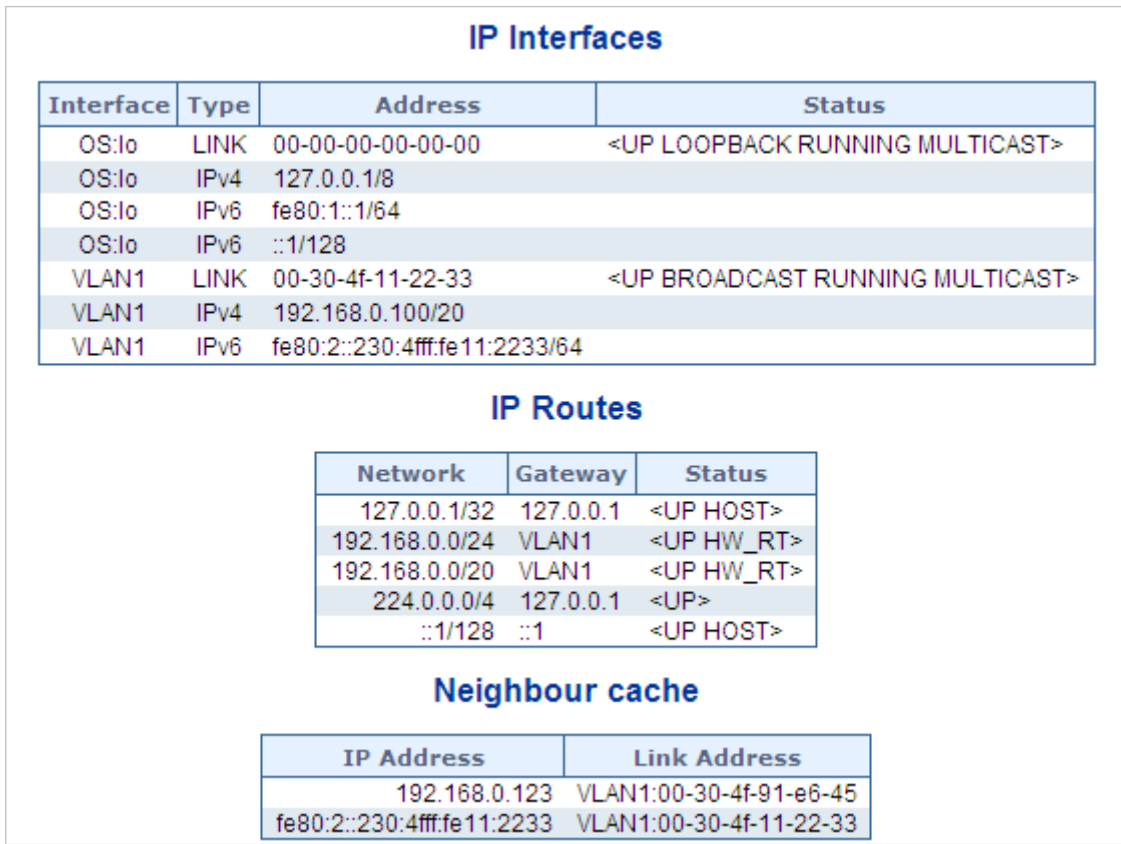 IP Interfaces
Interface Type Address Status
OS:lo LINK 00-00-00-00-00-00 <UP LOOPBACK RUNNING MULTICAST>
OS:lo IPv4 127.0.0.1/8
OS:lo IPv6 fe80:1::1/64
OS:lo IPv6 ::1/128
VLAN1 LINK 00-30-4f-11-22-33 <UP BROADCAST RUNNING MULTICAST>
VLAN1 IPv4 192.168.0.100/20
VLAN1 IPv6 fe80:2::230:4fff:fe11:2233/64
IP Routes
Network Gateway Status
127.0.0.1/32 127.0.0.1 <UP HOST>
192.168.0.0/24 VLAN1 <UP HW_RT>
192.168.0.0/20 VLAN1 <UP HW_RT>
224.0.0.0/4 127.0.0.1 <UP>
::1/128 ::1 <UP HOST>
Neighbour cache
IP Address Link Address
192.168.0.123 VLAN1:00-30-4f-91-e6-45
fe80:2::230:4fff:fe11:2233 VLAN1:00-30-4f-11-22-33